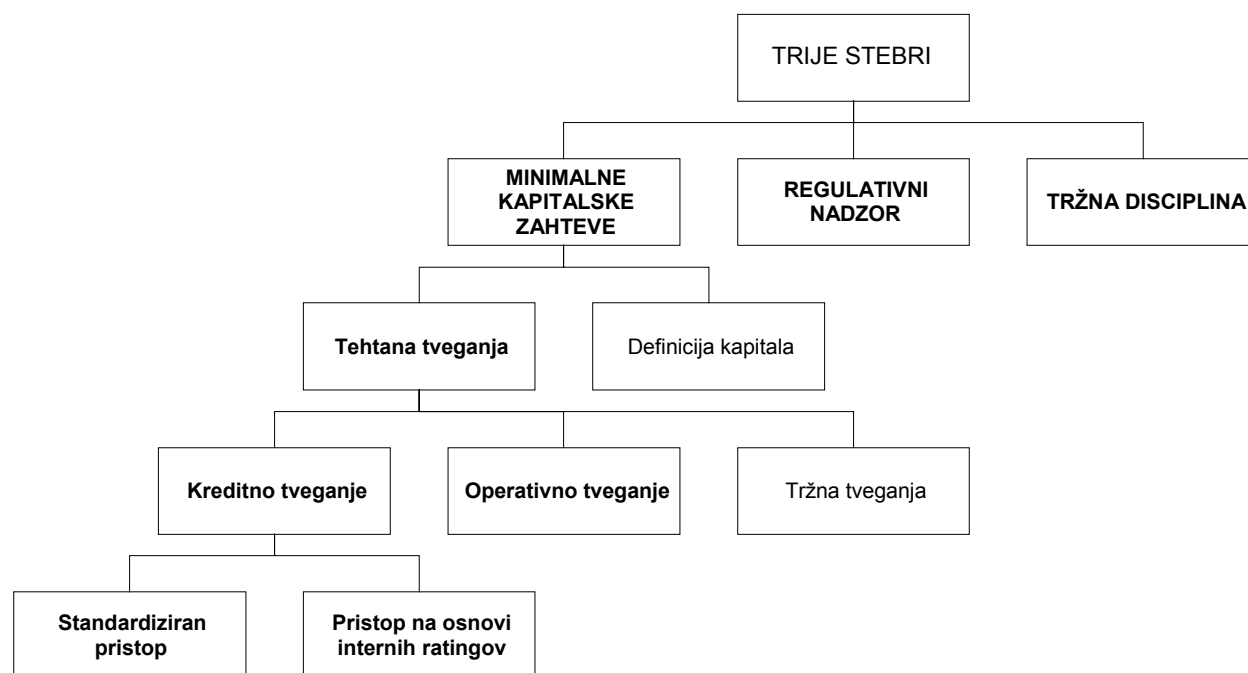 TRIJE STEBRI
MINIMALNE
KAPITALSKE
ZAHTEVE
REGULATIVNI
NADZOR
TRŽNA DISCIPLINA
Tehtana tveganja
Definicija kapitala
Kreditno tveganje
Operativno tveganje
Tržna tveganja
Standardiziran
pristop
Pristop na osnovi
internih ratingov